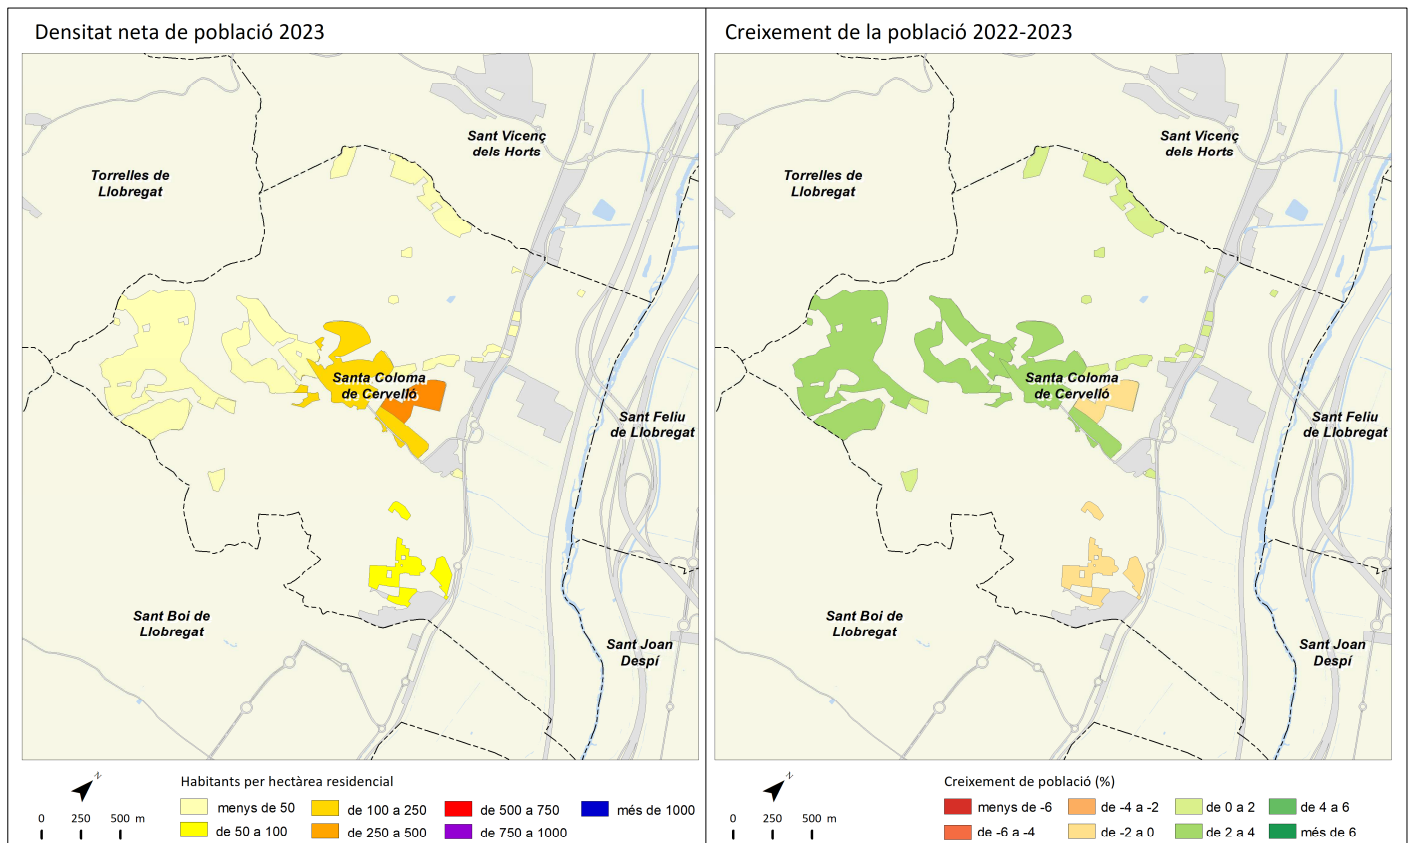 Densitat neta de població 2023
Sant Vicenç
dels Horts
Torrelles de
Llobregat
Santa Coloma
de Cervelló
Sant Feliu
de Llobregat
Sant Boi de
Llobregat
Sant Joan
Despí
N
0 250 500 m
Habitants per hectàrea residencial
menys de 50
de 50 a 100
de 100 a 250
de 250 a 500
de 500 a 750
de 750 a 1000
més de 1000
Creixement de la població 2022-2023
Sant Vicenç
dels Horts
Torrelles de
Llobregat
Santa Coloma
de Cervelló
Sant Feliu
de Llobregat
Sant Boi de
Llobregat
Sant Joan
Despí
N
0 250 500 m
Creixement de població (%)
menys de -6
de -6 a -4
de -4 a -2
de -2 a 0
de 0 a 2
de 2 a 4
de 4 a 6
més de 6